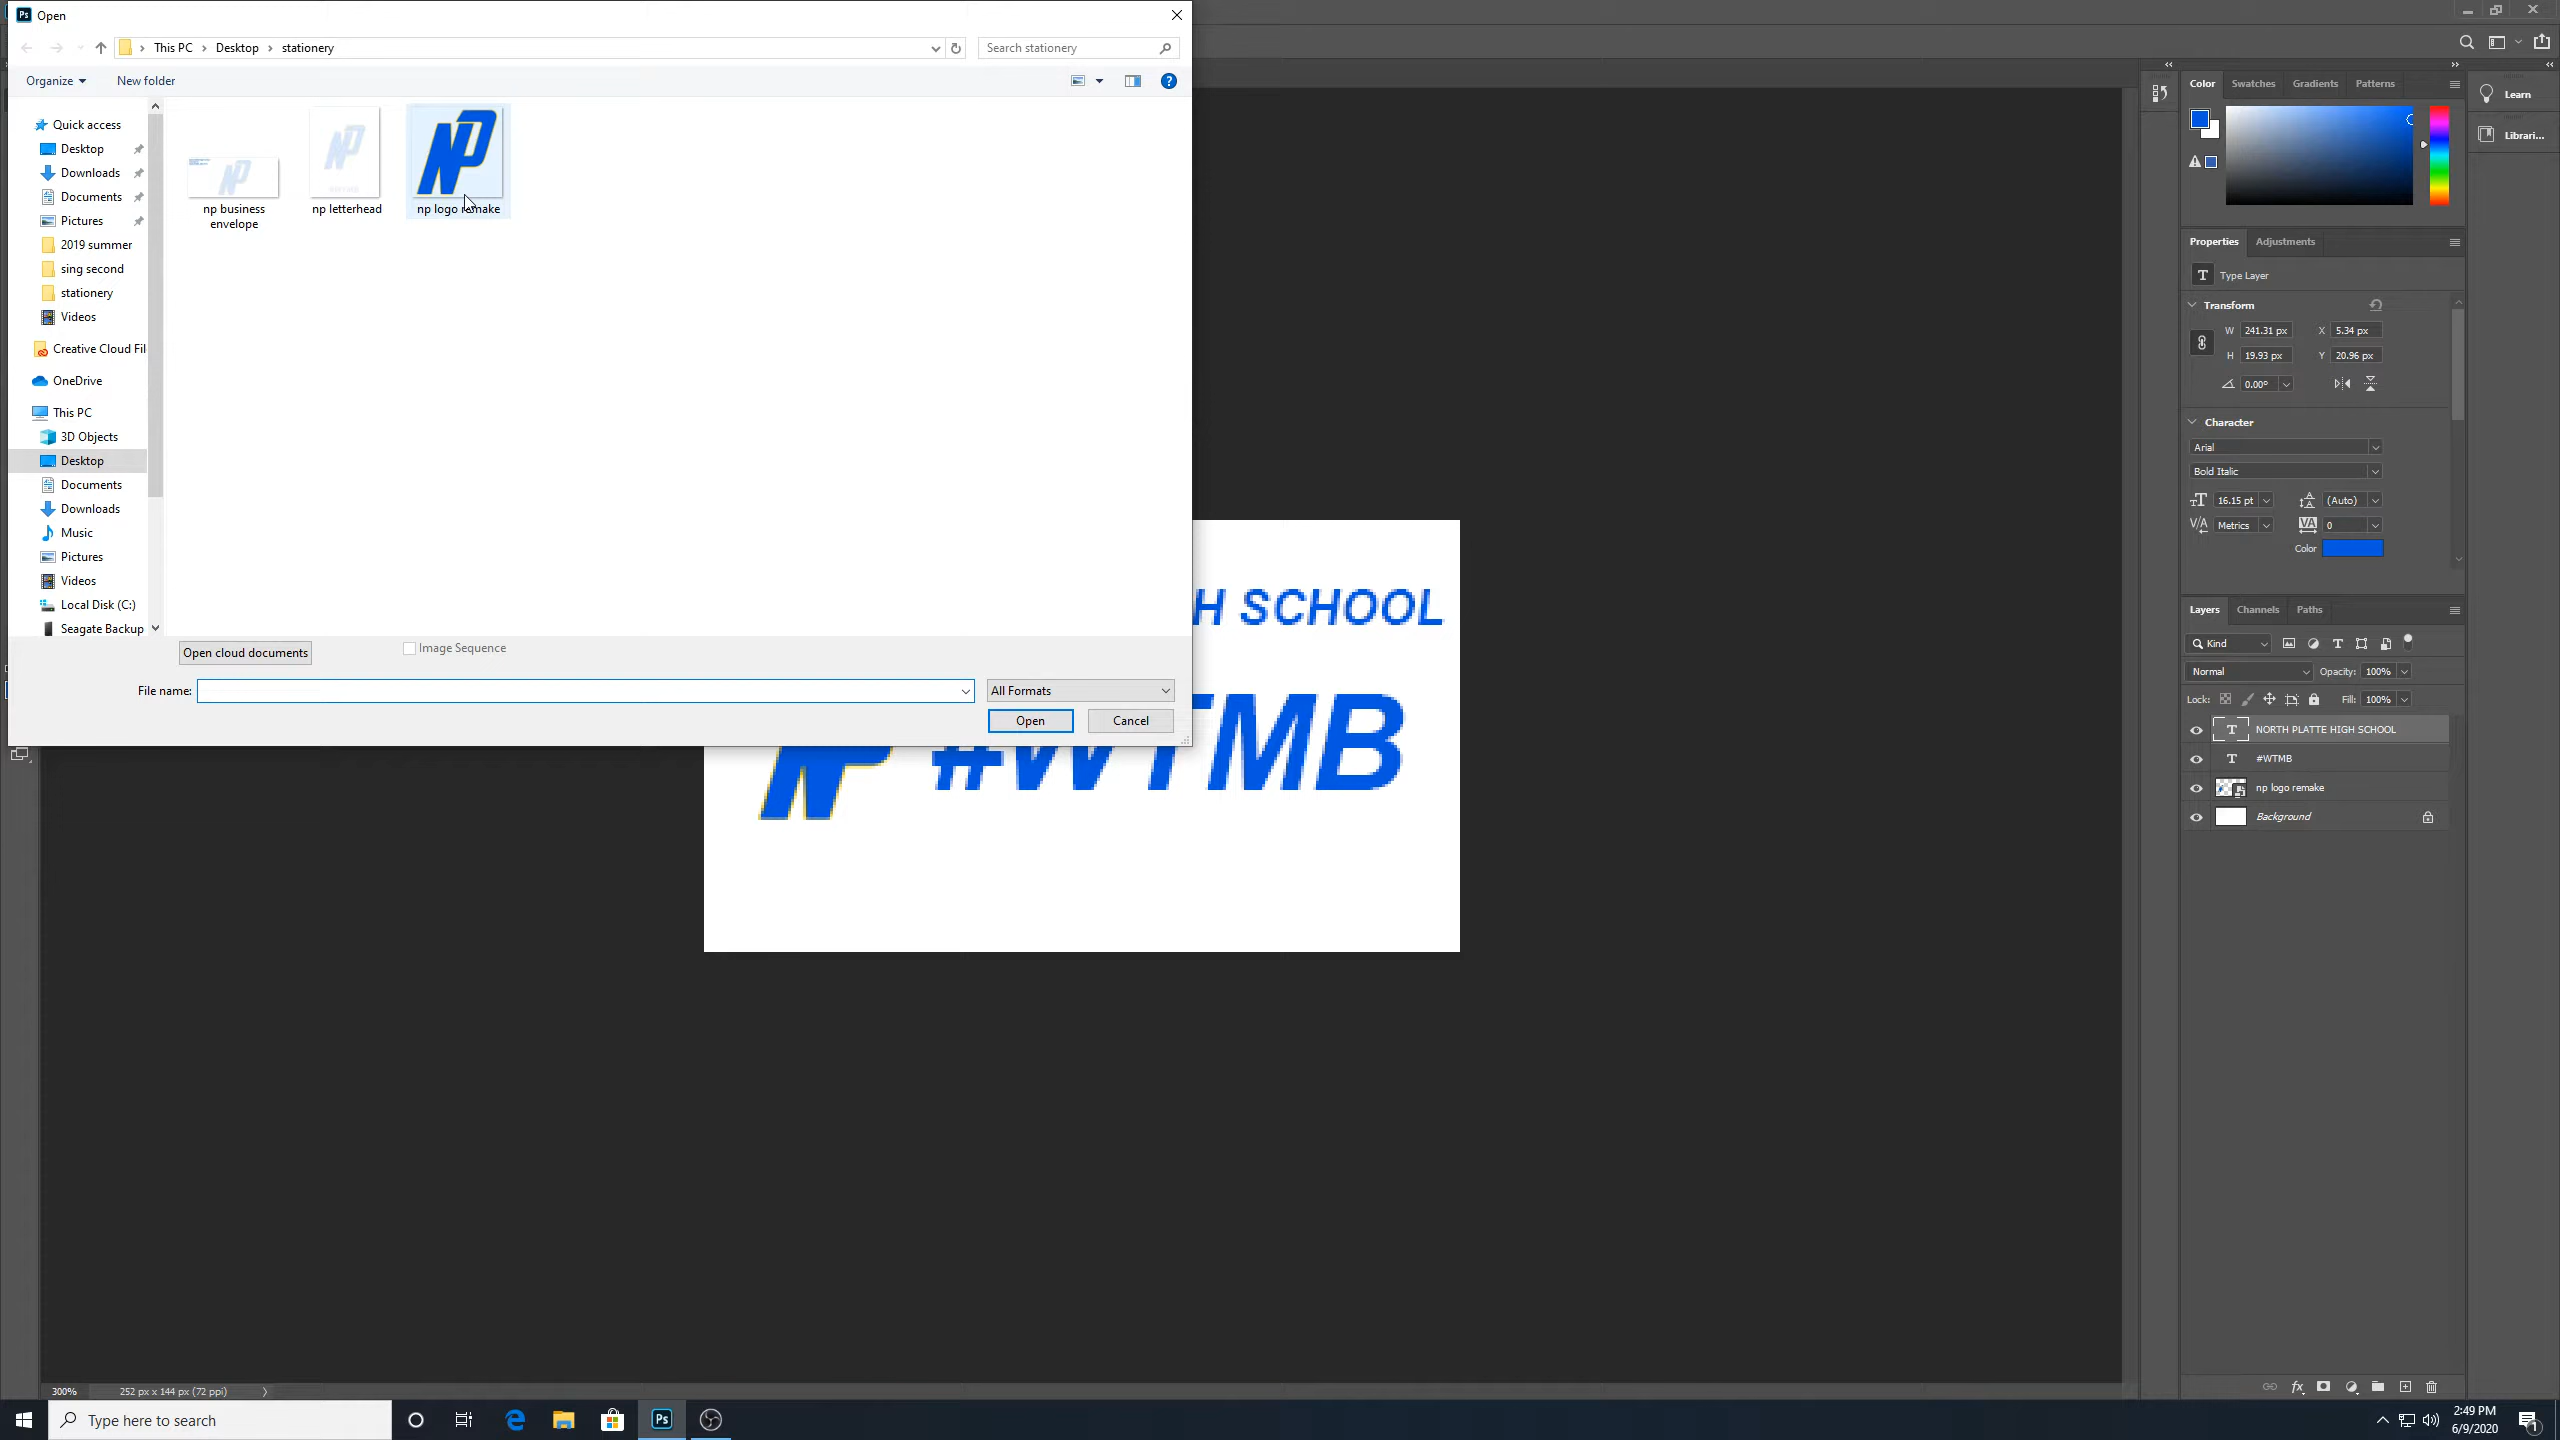 Ps Open
This PC Desktop stationery
Search stationery
Organize New folder
Quick access
Desktop
Downloads
Documents
Pictures
2019 summer
sing second
stationery
Videos
Creative Cloud Fil
OneDrive
This PC
3D Objects
Desktop
Documents
Downloads
Music
Pictures
Videos
Local Disk (C:)
Seagate Backup
np business
envelope
np letterhead
NP
np logo remake
Open cloud documents
Image Sequence
File name:
All Formats
Open Cancel
H SCHOOL
NP #WTMB
Color Swatches Gradients Patterns
Learn
Librari...
Properties Adjustments
T Type Layer
Transform
W 241.31 px X 5.34 px
H 19.93 px Y 20.96 px
0.00°
Character
Arial
Bold Italic
16.15 pt (Auto)
Metrics 0
Color
Layers Channels Paths
Kind
Normal Opacity: 100%
Lock: Fill: 100%
T NORTH PLATTE HIGH SCHOOL
T #WTMB
np logo remake
Background
300% 252 px x 144 px (72 ppi)
Type here to search
Ps
2:49 PM
6/9/2020
1